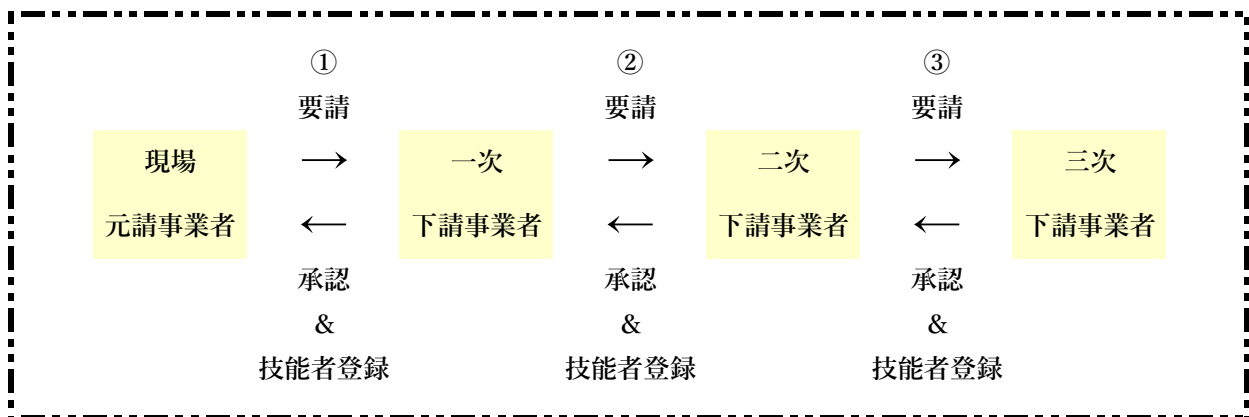 ① ② ③
要請 要請 要請
現場 → 一次 → 二次 → 三次
元請事業者 ← 下請事業者 ← 下請事業者 ← 下請事業者
承認 承認 承認
& & &
技能者登録 技能者登録 技能者登録